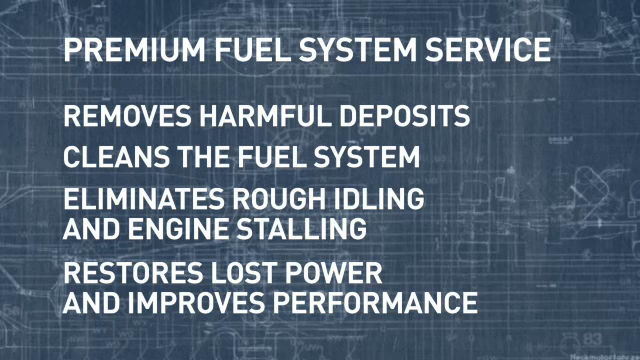 PREMIUM FUEL SYSTEM SERVICE
REMOVES HARMFUL DEPOSITS
CLEANS THE FUEL SYSTEM
ELIMINATES ROUGH IDLING
AND ENGINE STALLING
RESTORES LOST POWER
AND IMPROVES PERFORMANCE
83